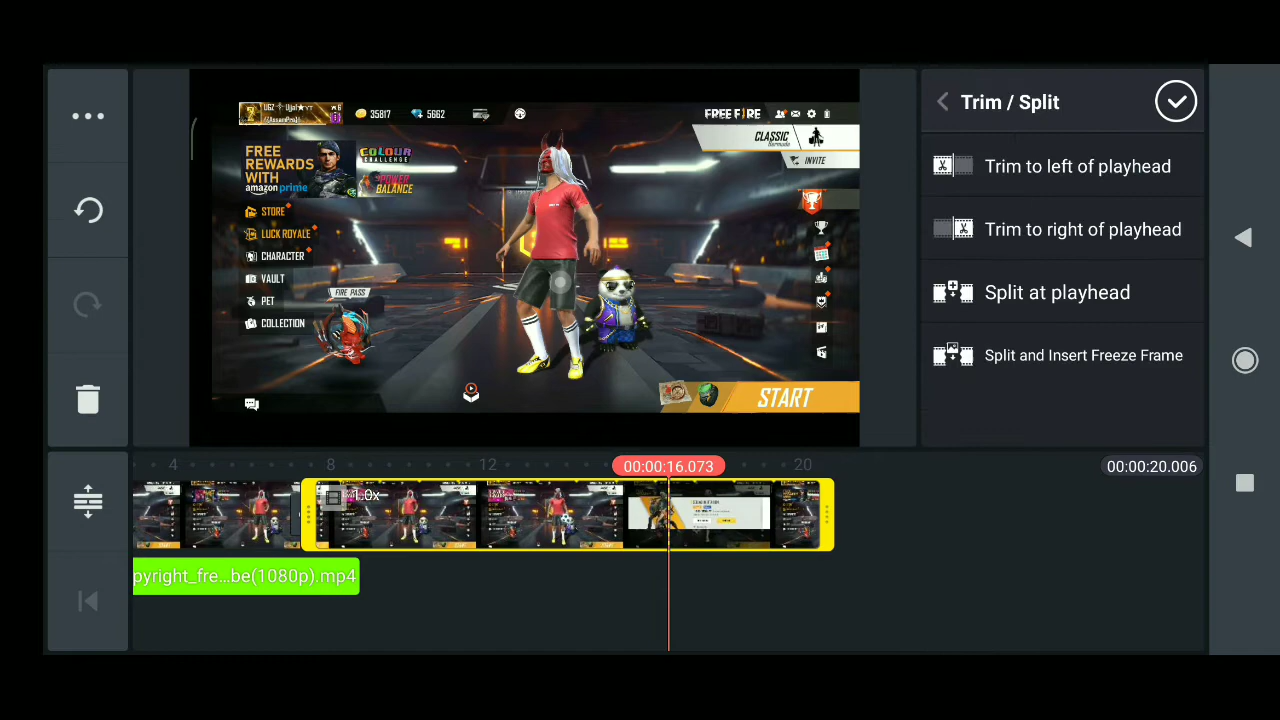 Trim / Split
Trim to left of playhead
Trim to right of playhead
Split at playhead
Split and Insert Freeze Frame
35817
5662
FREE FIRE
CLASSIC
Bermuda
INVITE
FREE
REWARDS
WITH
amazon prime
COLOUR
CHALLENGE
POWER
BALANCE
STORE
LUCK ROYALE
CHARACTER
VAULT
PET
COLLECTION
FIRE PASS
START
4
8
12
00:00:16.073
20
00:00:20.006
1.0x
pyright_fre...be(1080p).mp4